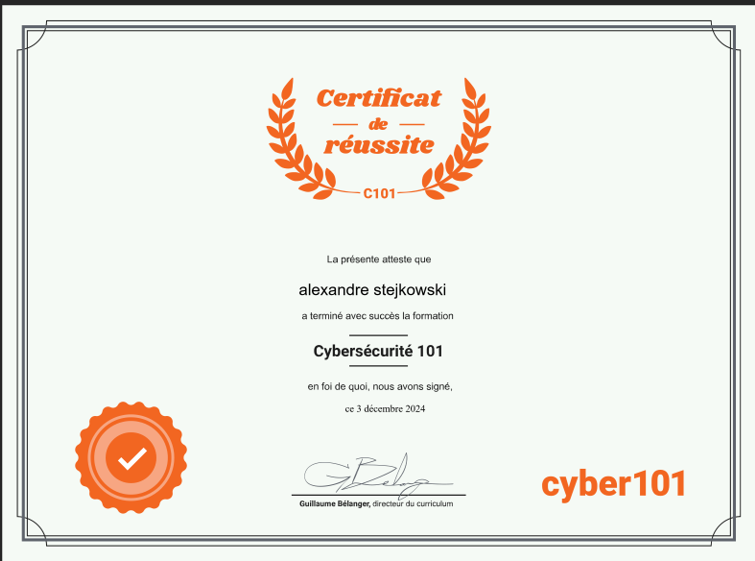 Certificat
de
réussite
C101
La présente atteste que
alexandre stejkowski
a terminé avec succès la formation
Cybersécurité 101
en foi de quoi, nous avons signé,
ce 3 décembre 2024
G Belanger
Guillaume Bélanger, directeur du curriculum
cyber101